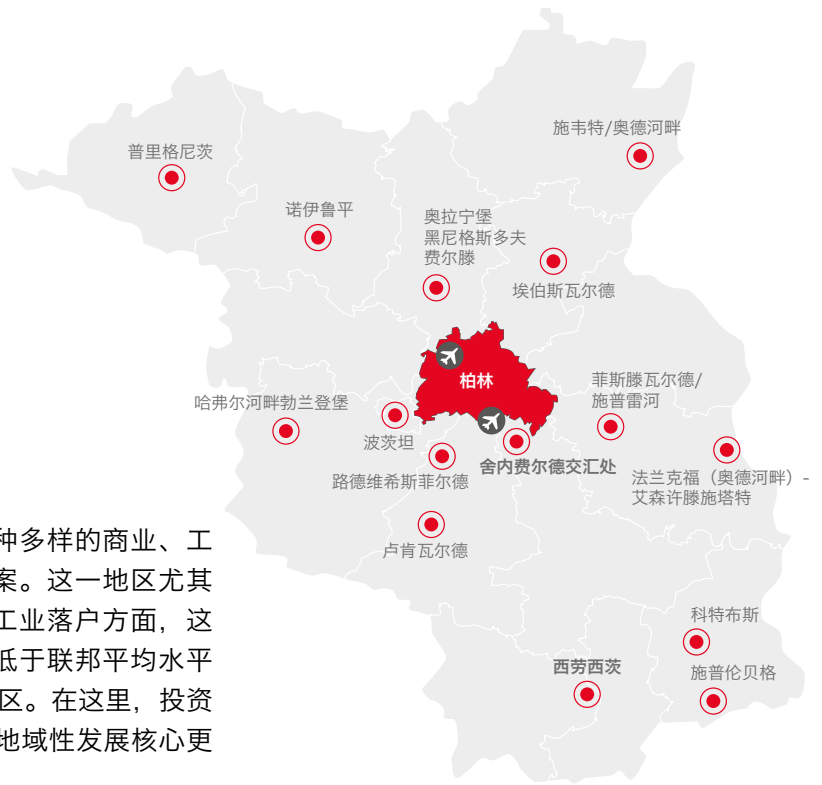 施韦特/奥德河畔
普里格尼茨
诺伊鲁平
奥拉宁堡
黑尼格斯多夫
费尔滕
埃伯斯瓦尔德
柏林
菲斯滕瓦尔德/
施普雷河
哈弗尔河畔勃兰登堡
波茨坦
舍内费尔德交汇处
路德维希斯菲尔德
法兰克福（奥德河畀）-
艾森许滕施塔特
卢肯瓦尔德
种多样的商业、工
案。这一地区尤其
工业落户方面，这
低于联邦平均水平
区。在这里，投资
地域性发展核心更
科特布斯
西劳西茨
施普伦贝格